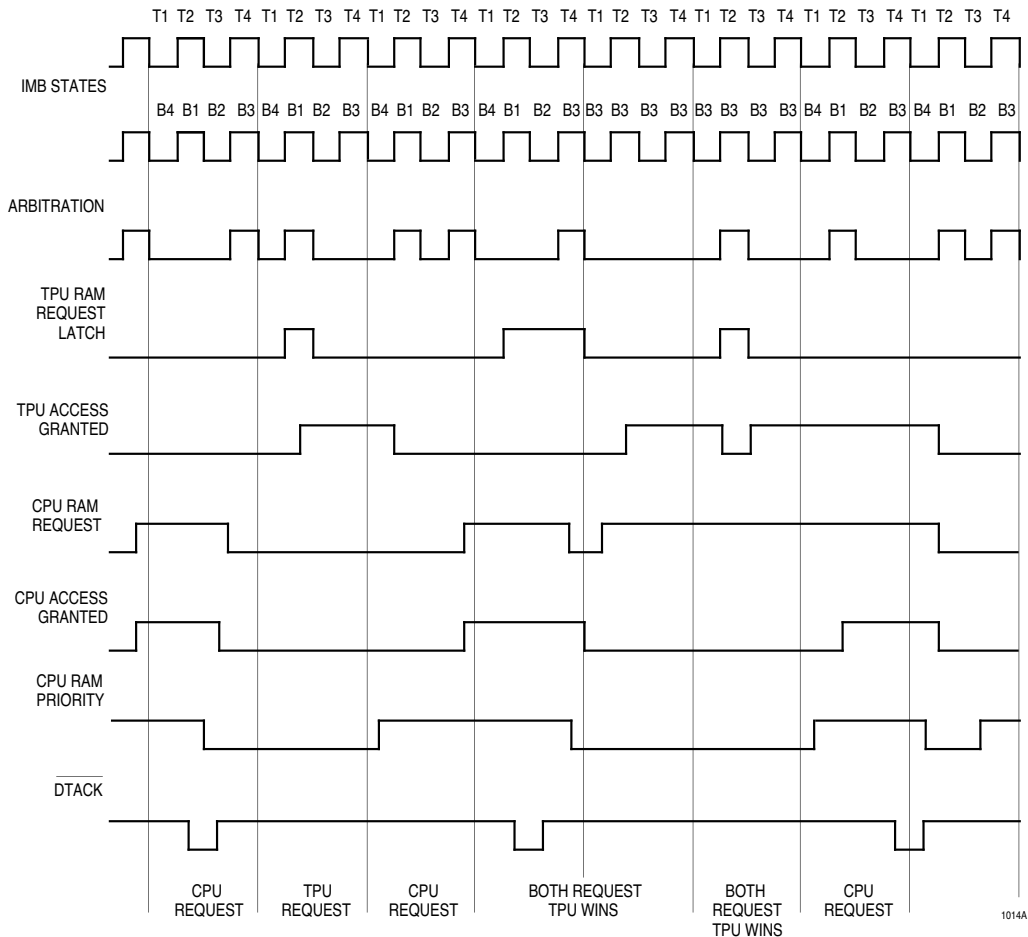 T1 T2 T3 T4 T1 T2 T3 T4 T1 T2 T3 T4 T1 T2 T3 T4 T1 T2 T3 T4 T1 T2 T3 T4 T1 T2 T3 T4 T1 T2 T3 T4
IMB STATES
B4 B1 B2 B3 B4 B1 B2 B3 B4 B1 B2 B3 B4 B1 B2 B3 B3 B3 B3 B3 B3 B3 B3 B3 B4 B1 B2 B3 B4 B1 B2 B3
ARBITRATION
TPU RAM
REQUEST
LATCH
TPU ACCESS
GRANTED
CPU RAM
REQUEST
CPU ACCESS
GRANTED
CPU RAM
PRIORITY
DTACK
CPU
REQUEST
TPU
REQUEST
CPU
REQUEST
BOTH REQUEST
TPU WINS
BOTH
REQUEST
TPU WINS
CPU
REQUEST
1014A